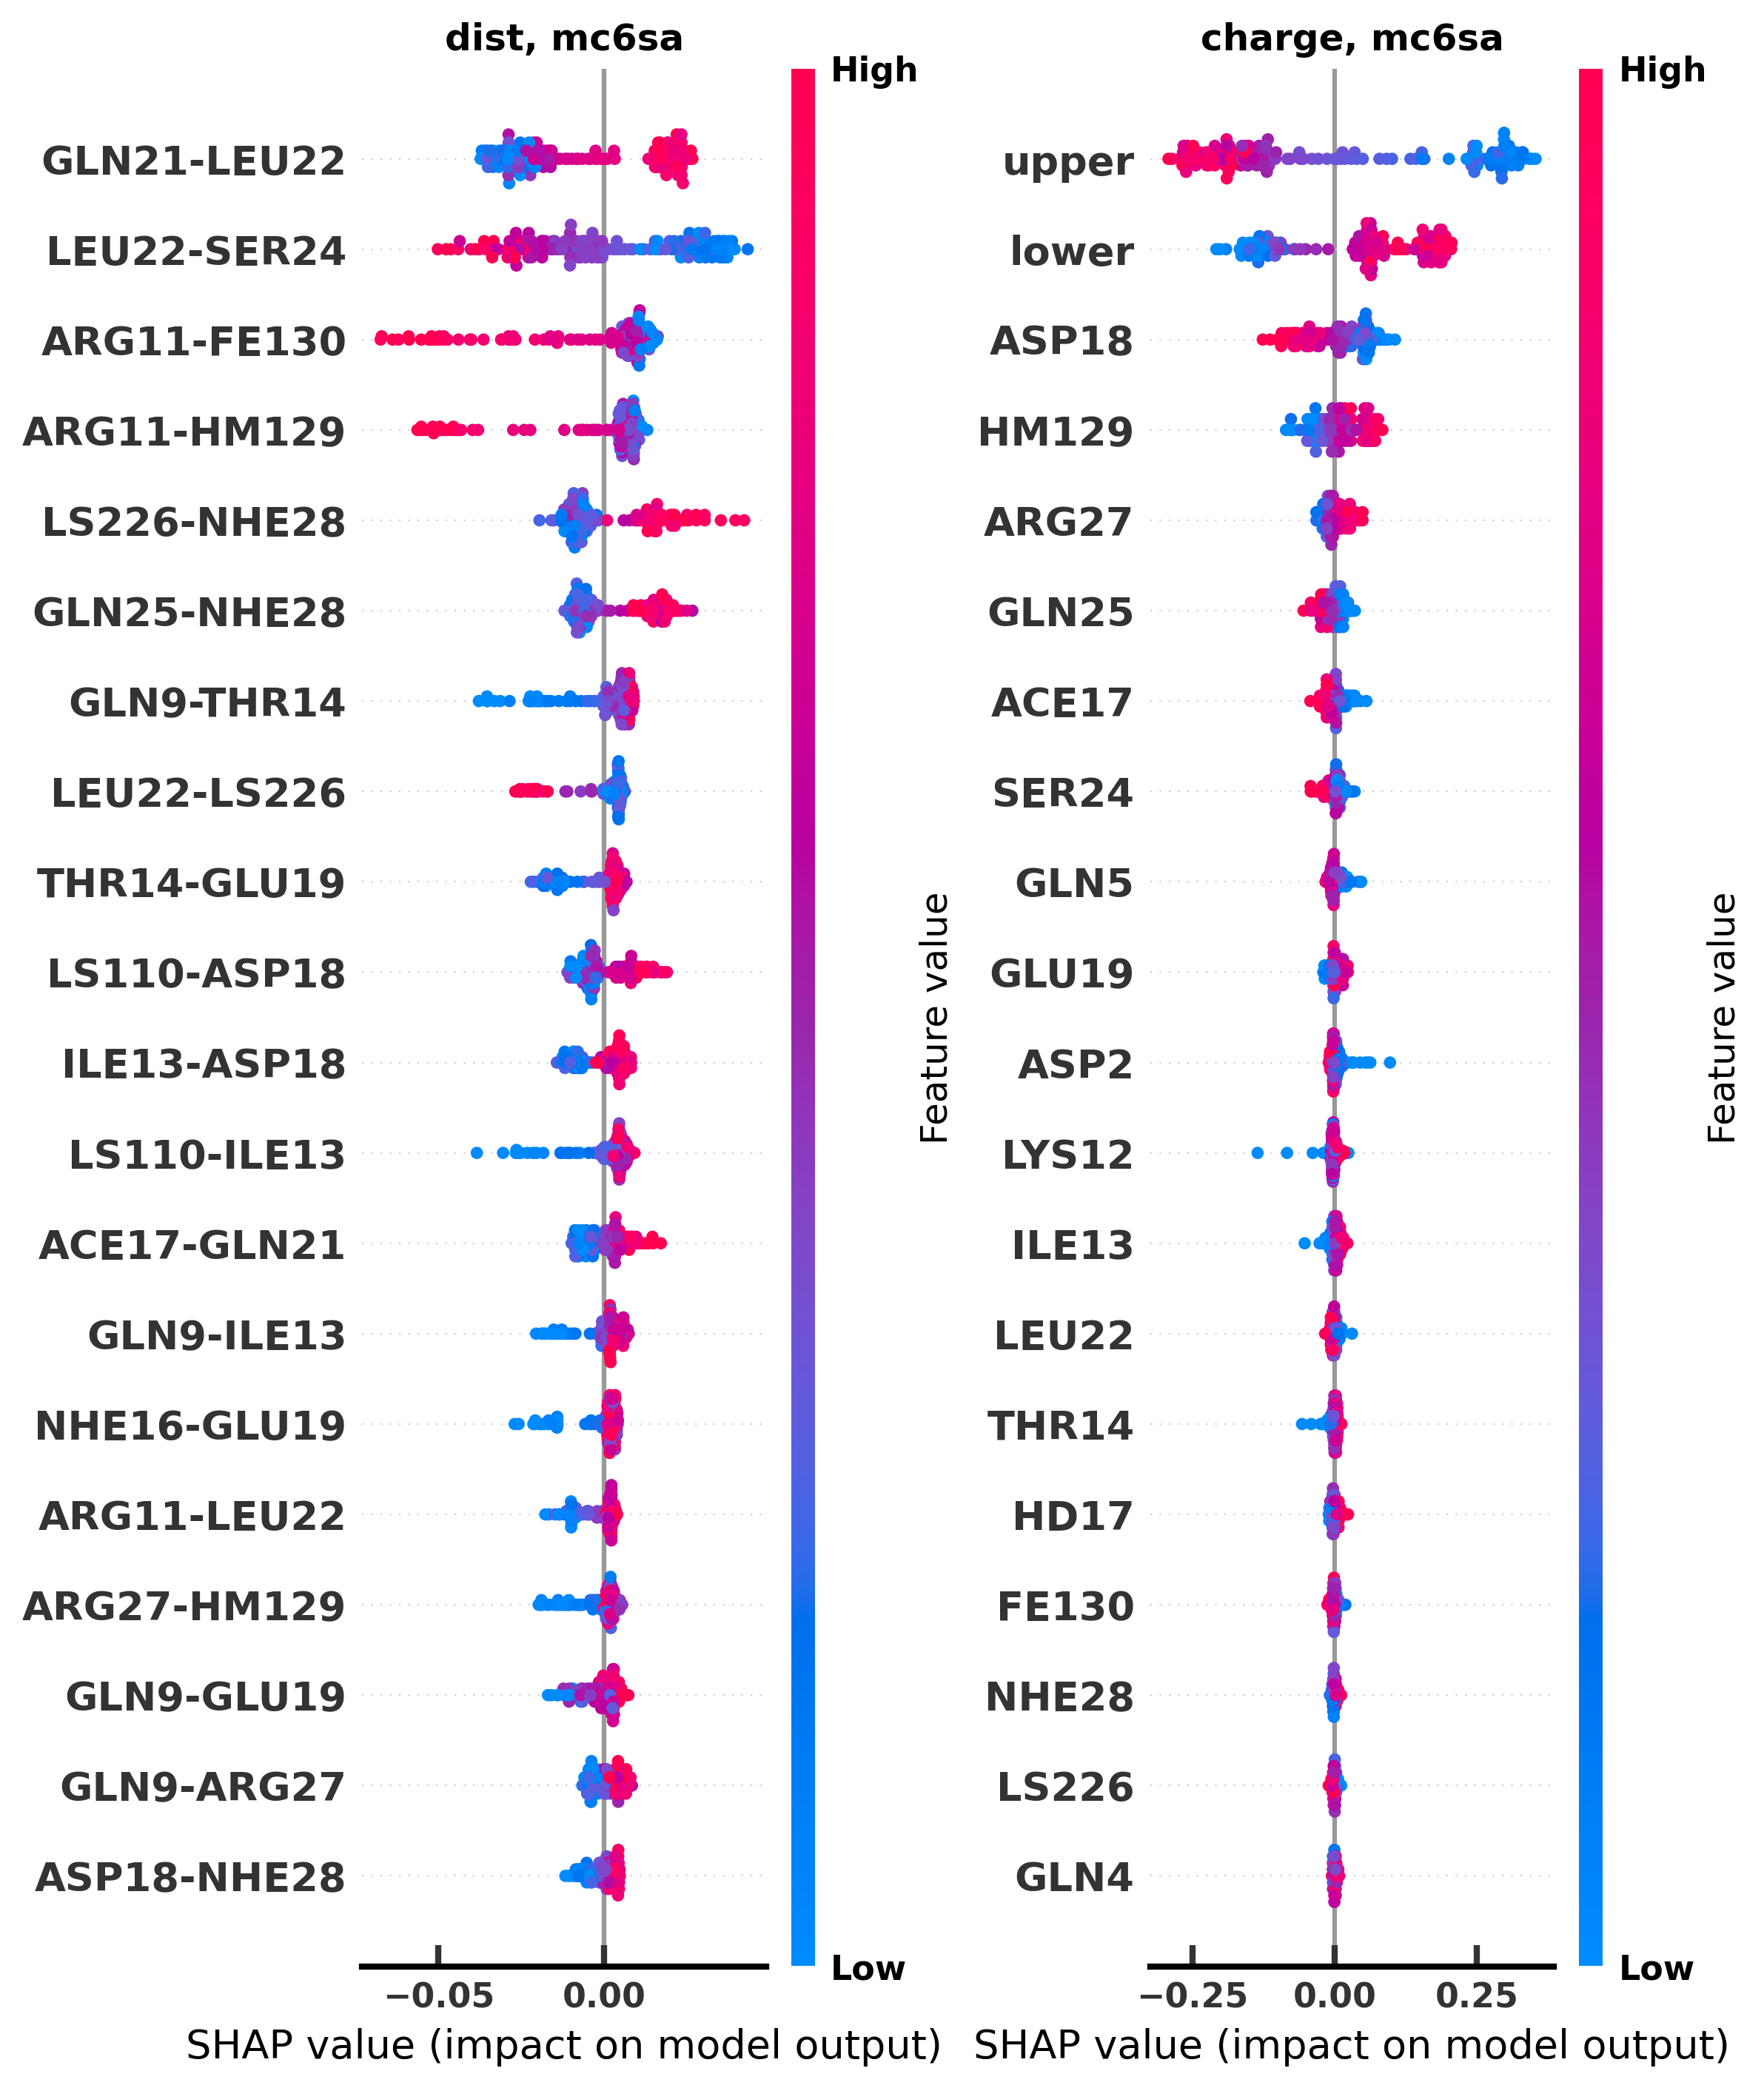 dist, mc6sa
High
GLN21-LEU22
LEU22-SER24
ARG11-FE130
ARG11-HM129
LS226-NHE28
GLN25-NHE28
GLN9-THR14
LEU22-LS226
THR14-GLU19
LS110-ASP18
ILE13-ASP18
LS110-ILE13
ACE17-GLN21
GLN9-ILE13
NHE16-GLU19
ARG11-LEU22
ARG27-HM129
GLN9-GLU19
GLN9-ARG27
ASP18-NHE28
Feature value
Low
−0.05 0.00
SHAP value (impact on model output)
charge, mc6sa
High
upper
lower
ASP18
HM129
ARG27
GLN25
ACE17
SER24
GLN5
GLU19
ASP2
LYS12
ILE13
LEU22
THR14
HD17
FE130
NHE28
LS226
GLN4
Feature value
Low
−0.25 0.00 0.25
SHAP value (impact on model output)